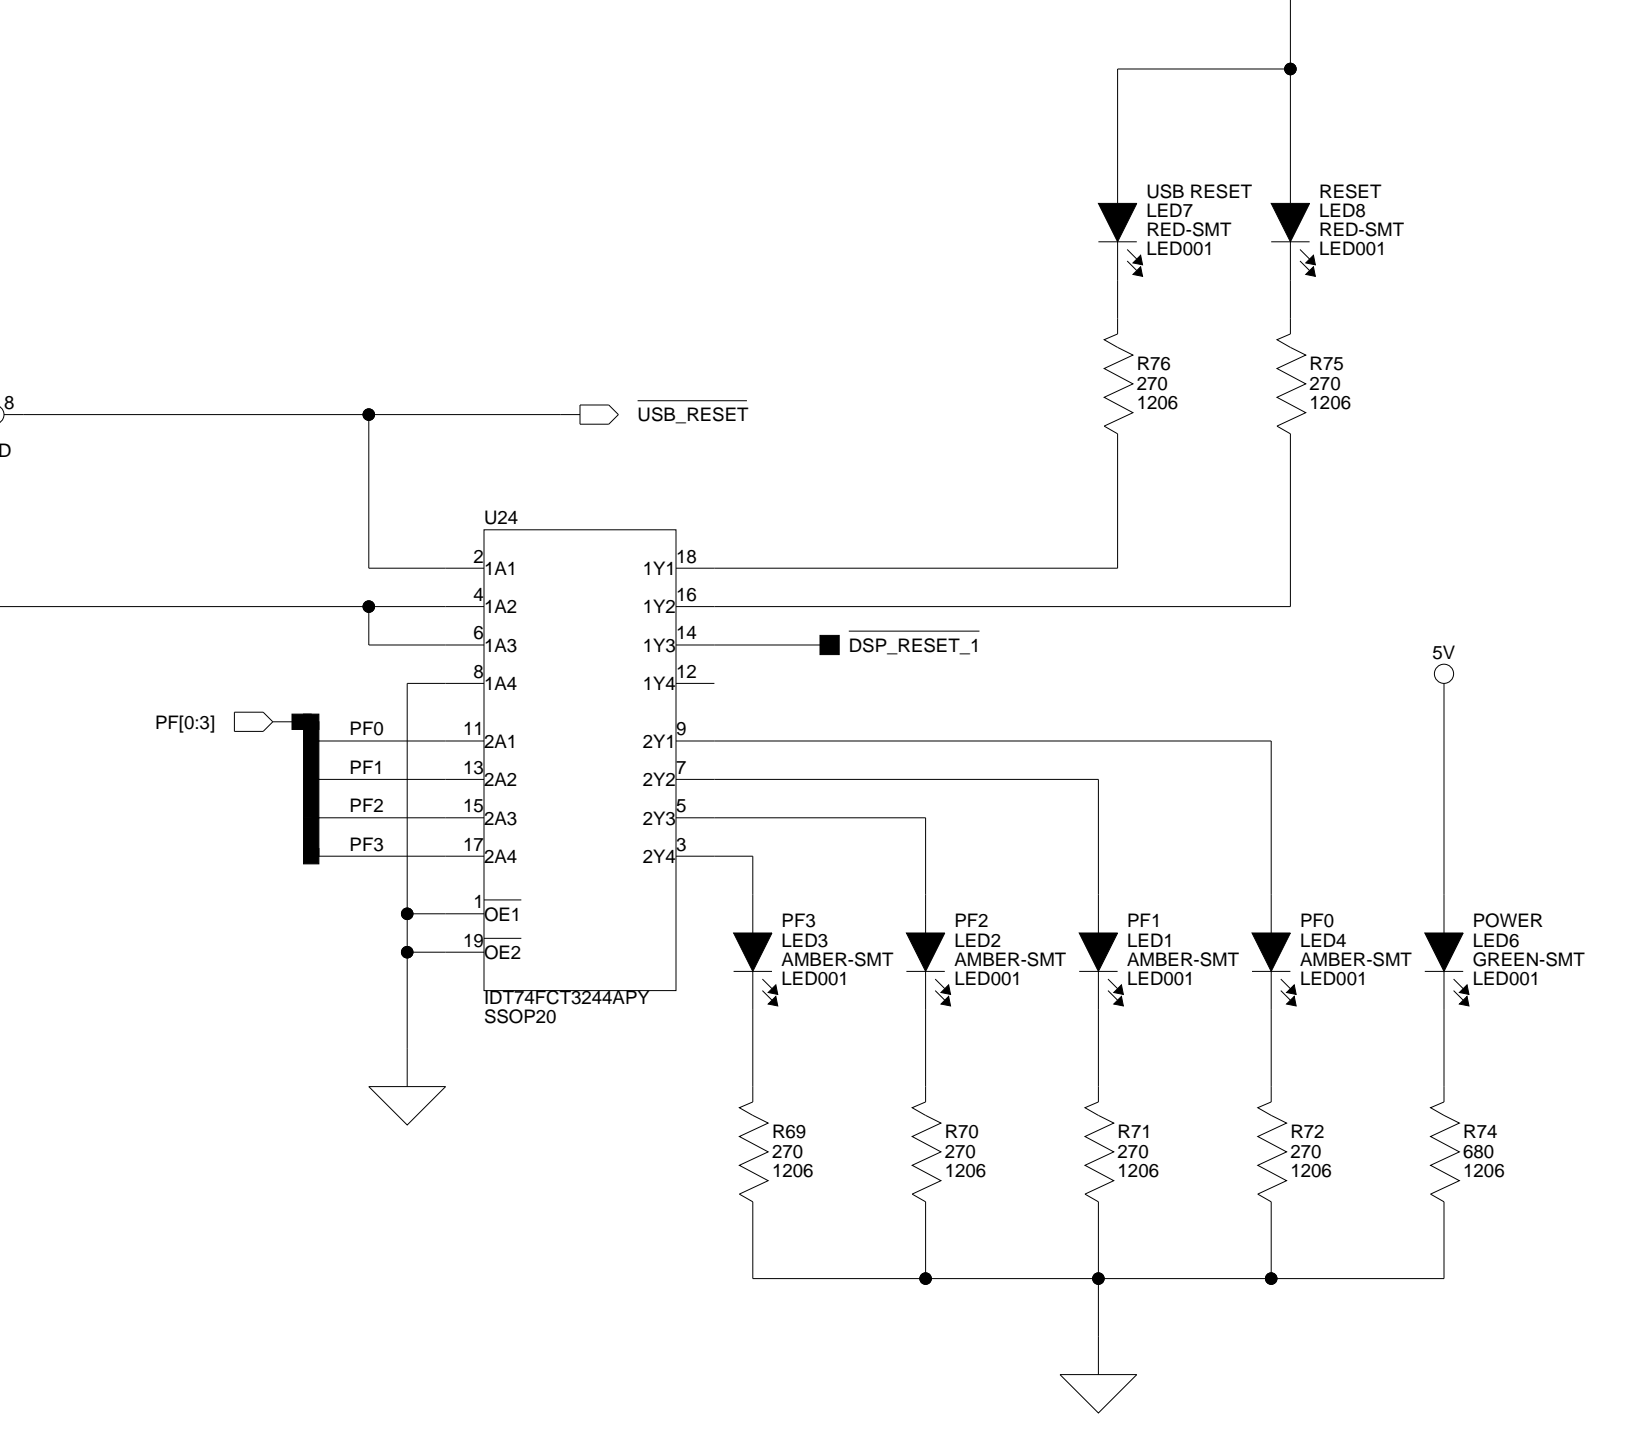 USB RESET
LED7
RED-SMT
LED001
RESET
LED8
RED-SMT
LED001
R76
270
1206
R75
270
1206
8
USB_RESET
D
U24
2
1A1
4
1A2
6
1A3
8
1A4
11
2A1
13
2A2
15
2A3
17
2A4
1
OE1
19
OE2
18
1Y1
16
1Y2
14
1Y3
12
1Y4
9
2Y1
7
2Y2
5
2Y3
3
2Y4
IDT74FCT3244APY
SSOP20
DSP_RESET_1
PF[0:3]
PF0
PF1
PF2
PF3
5V
PF3
LED3
AMBER-SMT
LED001
PF2
LED2
AMBER-SMT
LED001
PF1
LED1
AMBER-SMT
LED001
PF0
LED4
AMBER-SMT
LED001
POWER
LED6
GREEN-SMT
LED001
R69
270
1206
R70
270
1206
R71
270
1206
R72
270
1206
R74
680
1206